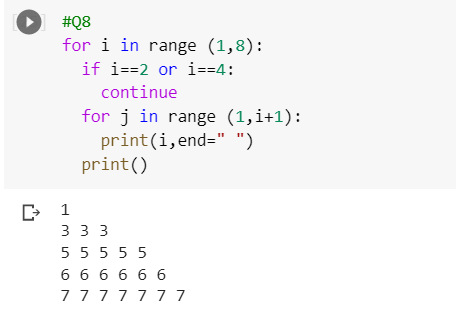 #Q8
for i in range (1,8):
  if i==2 or i==4:
    continue
  for j in range (1,i+1):
    print(i,end=" ")
  print()
1
3 3 3
5 5 5 5 5
6 6 6 6 6 6
7 7 7 7 7 7 7